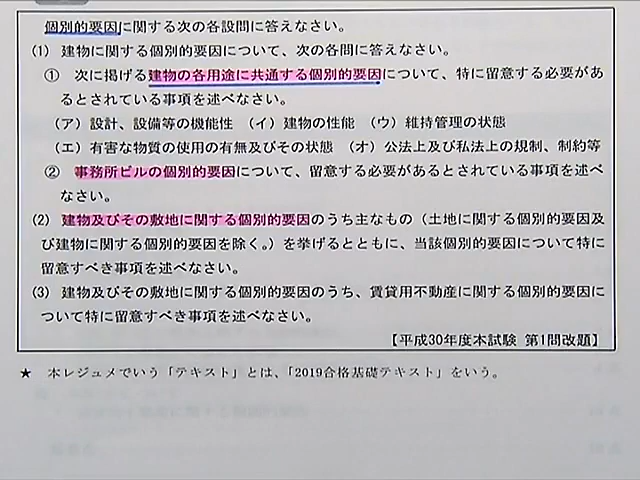 個別的要因に関する次の各設問に答えなさい。
(1) 建物に関する個別的要因について、次の各問に答えなさい。
① 次に掲げる建物の各用途に共通する個別的要因について、特に留意する必要があ
るとされている事項を述べなさい。
(ア) 設計、設備等の機能性 (イ) 建物の性能 (ウ) 維持管理の状態
(エ) 有害な物質の使用の有無及びその状態 (オ) 公法上及び私法上の規制、制約等
② 事務所ビルの個別的要因について、留意する必要があるとされている事項を述べ
なさい。
(2) 建物及びその敷地に関する個別的要因のうち主なもの（土地に関する個別的要因及
び建物に関する個別的要因を除く。）を挙げるとともに、当該個別的要因について特に
留意すべき事項を述べなさい。
(3) 建物及びその敷地に関する個別的要因のうち、賃貸用不動産に関する個別的要因に
ついて特に留意すべき事項を述べなさい。
【平成30年度本試験 第1問改題】
★ 本レジュメでいう「テキスト」とは、「2019合格基礎テキスト」をいう。